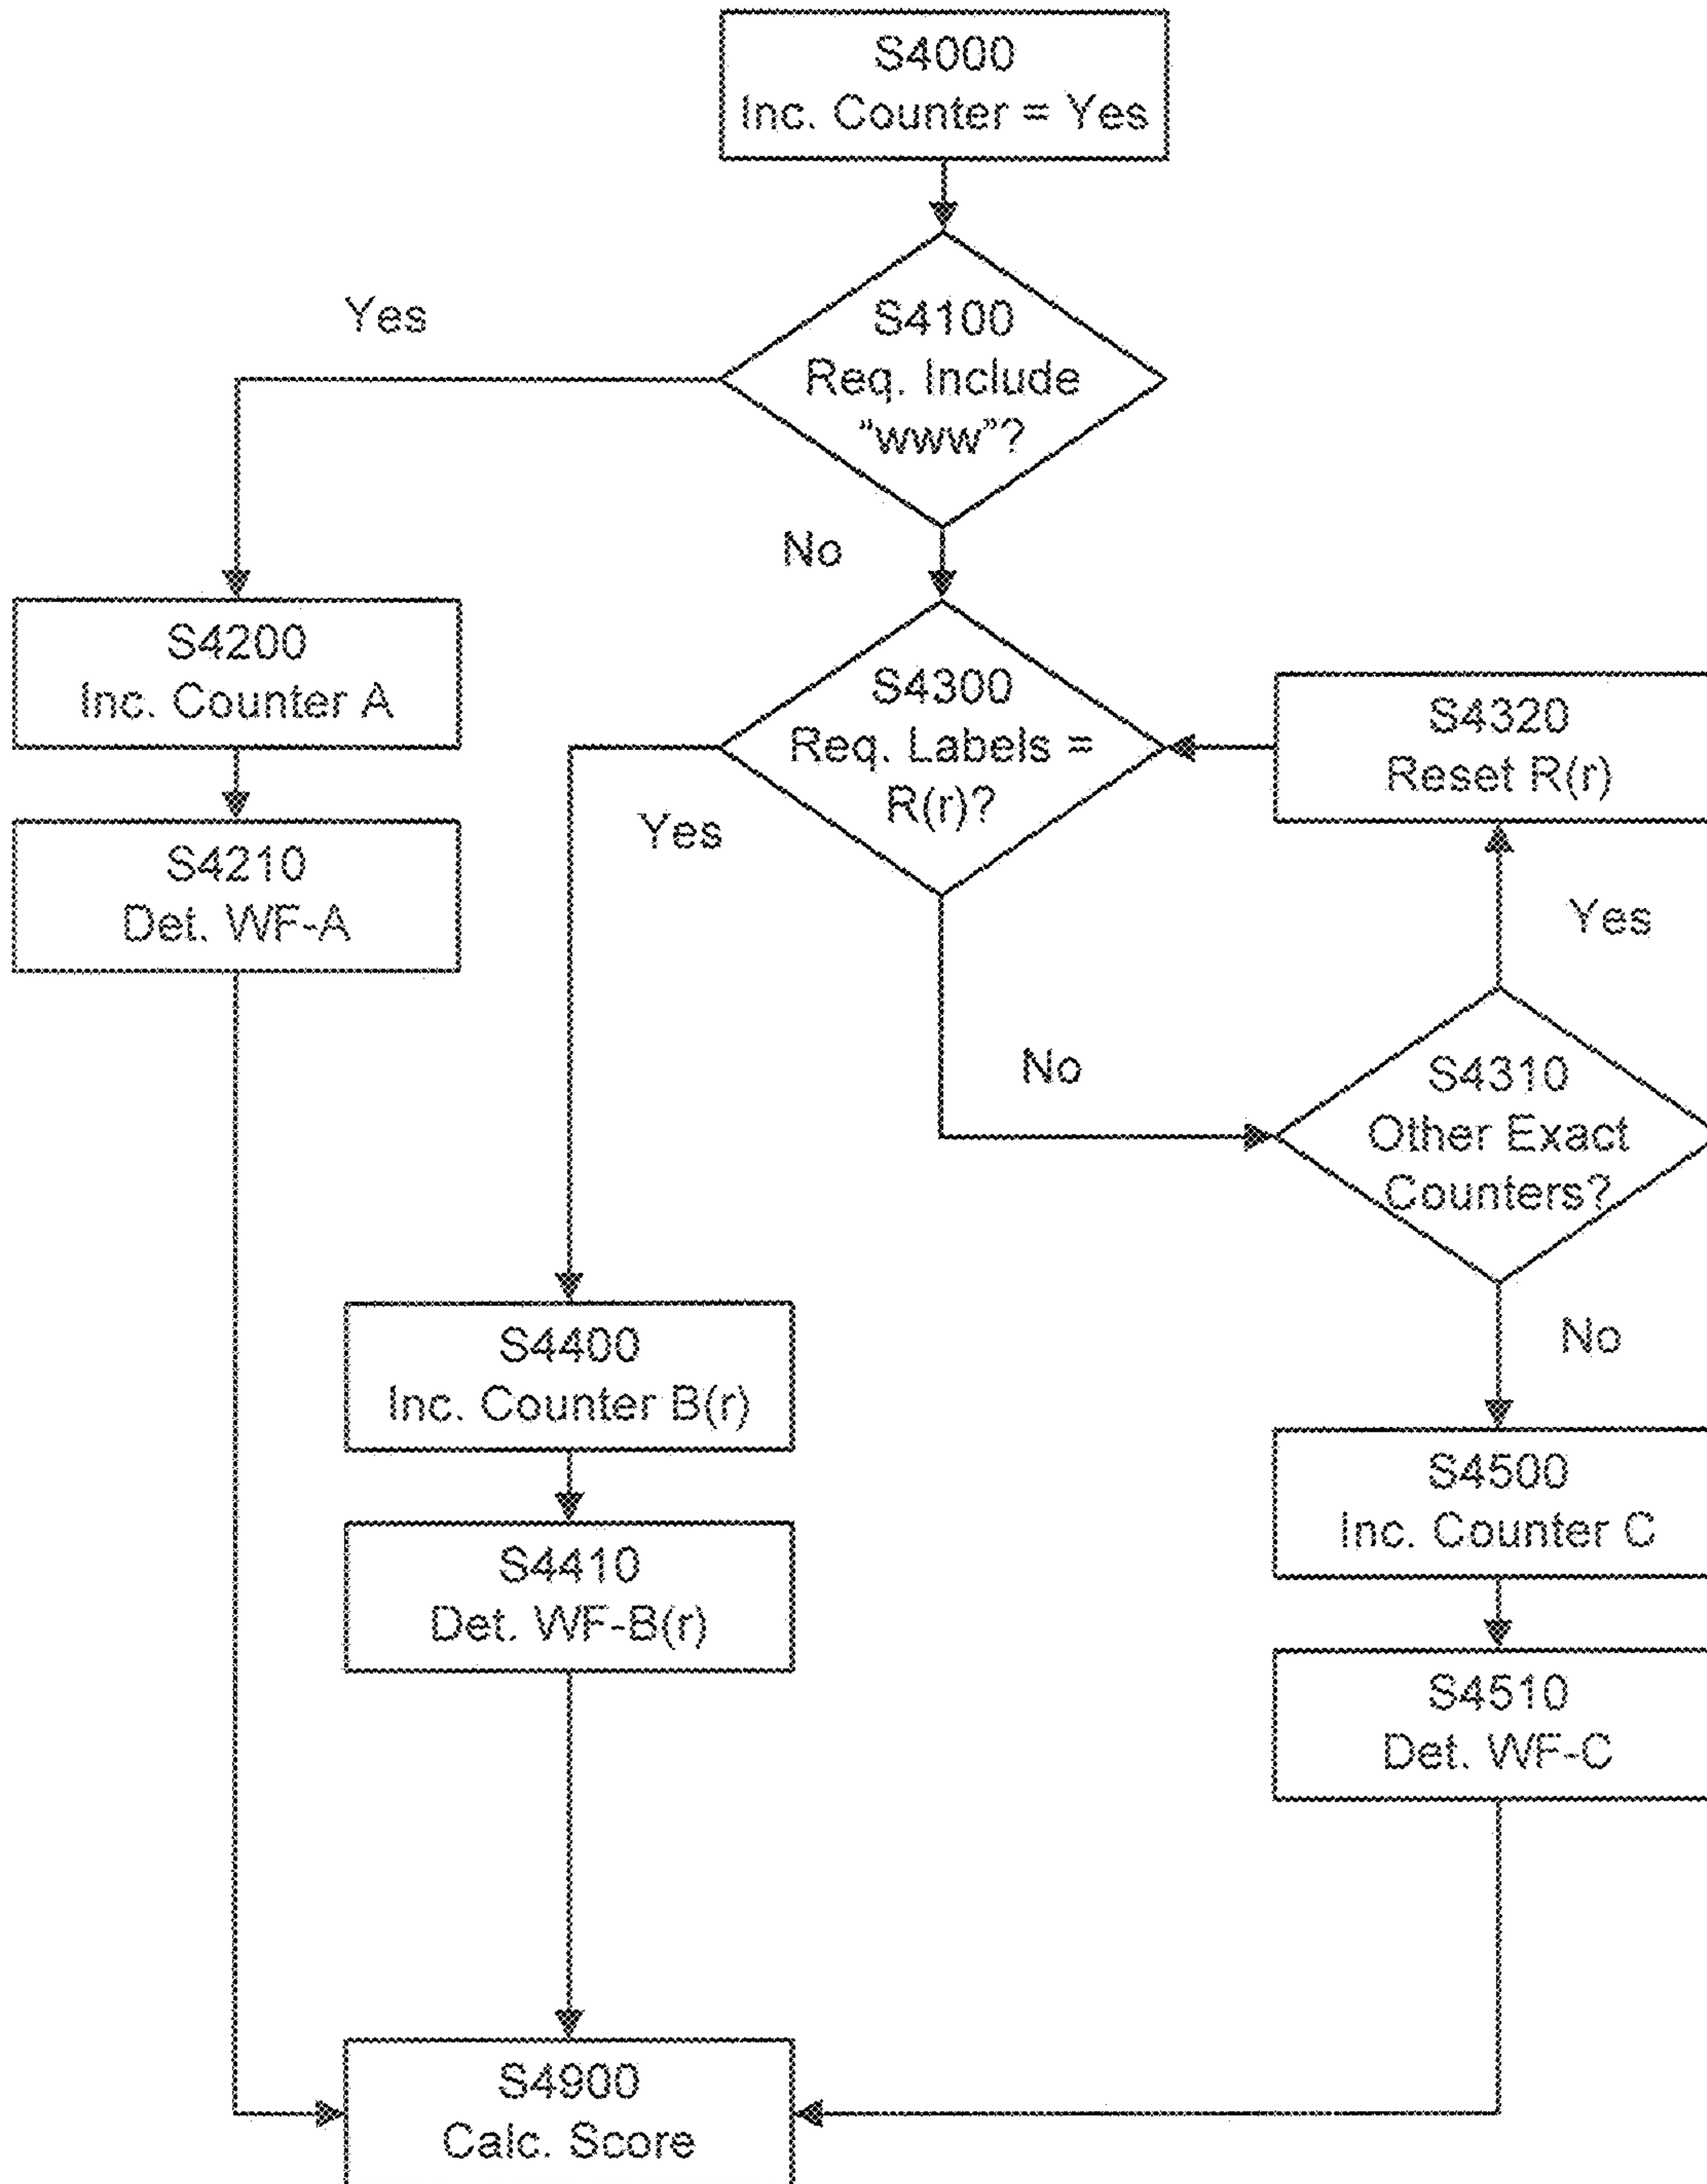 S4000
Inc. Counter = Yes
Yes
S4100
Req. Include
“www”?
No
S4200
Inc. Counter A
S4300
Req. Labels =
R(r)?
S4320
Reset R(r)
Yes
S4210
Det. WF-A
Yes
No
S4310
Other Exact
Counters?
No
S4400
Inc. Counter B(r)
S4500
Inc. Counter C
S4410
Det. WF-B(r)
S4510
Det. WF-C
S4900
Calc. Score